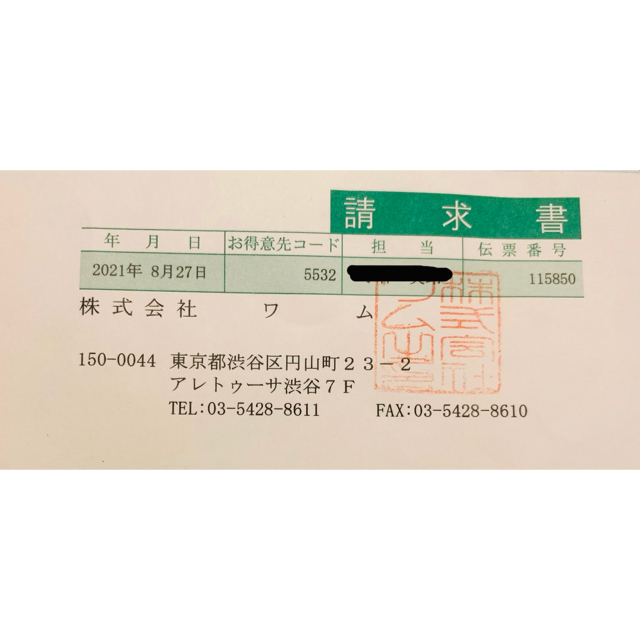 請求書
年 月 日 お得意先コード 担 当 伝票番号
2021年 8月27日 5532 115850
株式会社 ワ ム
150-0044 東京都渋谷区円山町２３−２
アレトゥーサ渋谷７Ｆ
TEL:03-5428-8611 FAX:03-5428-8610